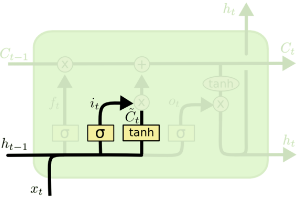 h_t
C_{t-1} x + C_t
tanh
f_t i_t x o_t x
C̃_t
σ σ tanh σ
h_{t-1} h_t
x_t